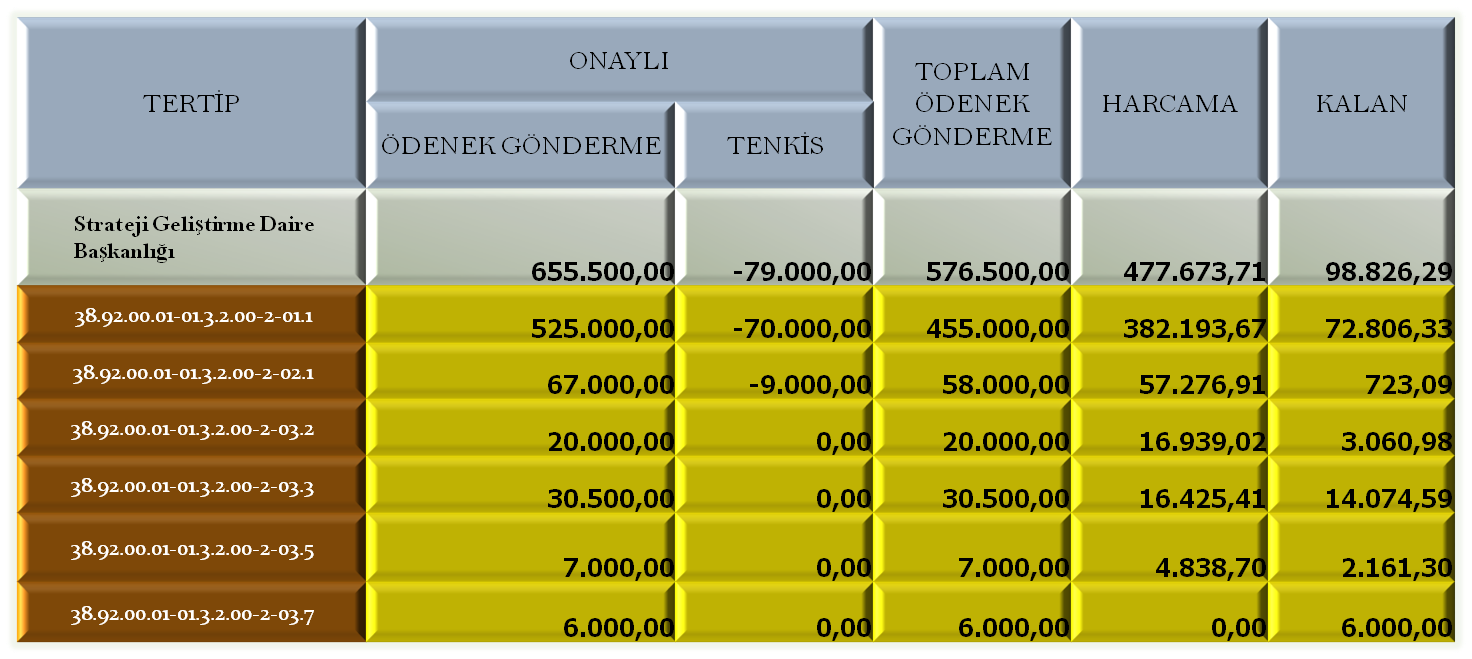 TERTİP
ONAYLI
ÖDENEK GÖNDERME
TENKİS
TOPLAM
ÖDENEK
GÖNDERME
HARCAMA
KALAN
Strateji Geliştirme Daire
Başkanlığı
655.500,00 -79.000,00 576.500,00 477.673,71 98.826,29
38.92.00.01-01.3.2.00-2-01.1 525.000,00 -70.000,00 455.000,00 382.193,67 72.806,33
38.92.00.01-01.3.2.00-2-02.1 67.000,00 -9.000,00 58.000,00 57.276,91 723,09
38.92.00.01-01.3.2.00-2-03.2 20.000,00 0,00 20.000,00 16.939,02 3.060,98
38.92.00.01-01.3.2.00-2-03.3 30.500,00 0,00 30.500,00 16.425,41 14.074,59
38.92.00.01-01.3.2.00-2-03.5 7.000,00 0,00 7.000,00 4.838,70 2.161,30
38.92.00.01-01.3.2.00-2-03.7 6.000,00 0,00 6.000,00 0,00 6.000,00